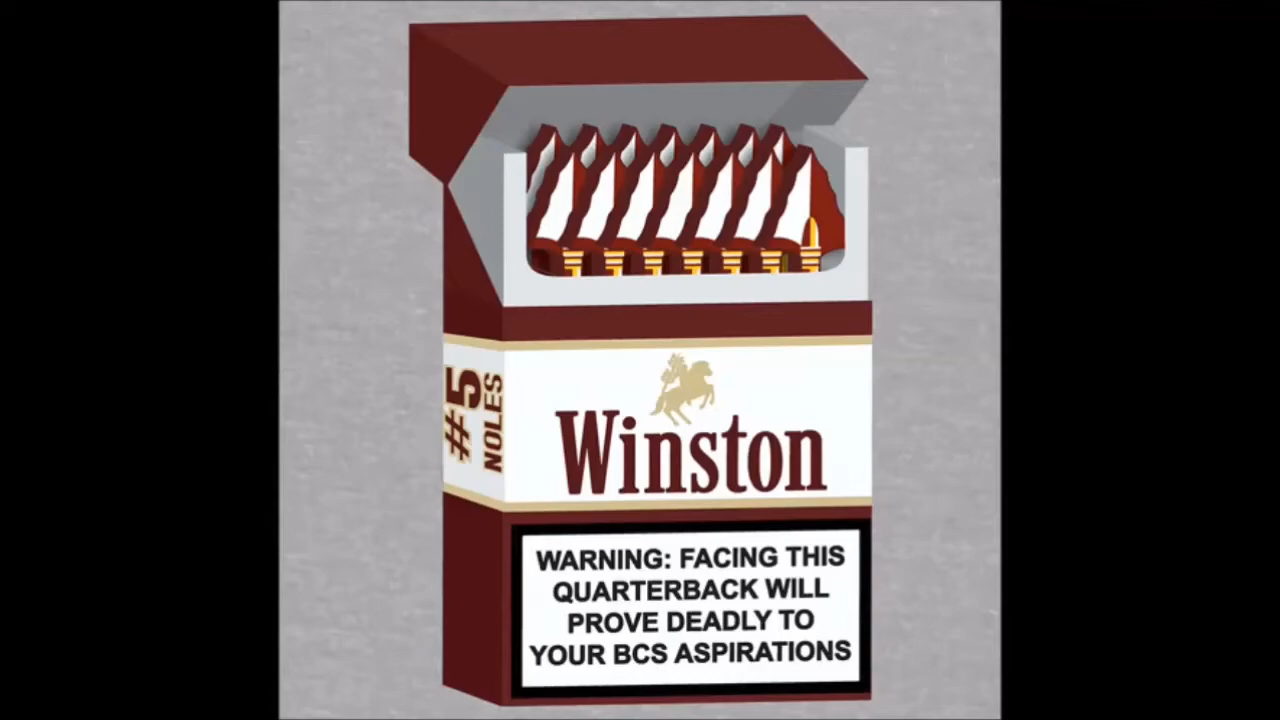 #5
NOLES
Winston
WARNING: FACING THIS
QUARTERBACK WILL
PROVE DEADLY TO
YOUR BCS ASPIRATIONS